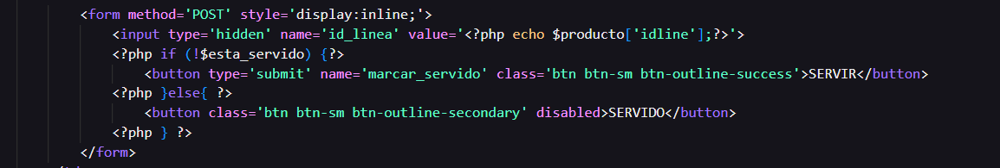 <form method='POST' style='display:inline;'>
<input type='hidden' name='id_linea' value='<?php echo $producto['idline'];?>'>
<?php if (!$esta_servido) {?>
<button type='submit' name='marcar_servido' class='btn btn-sm btn-outline-success'>SERVIR</button>
<?php }else{ ?>
<button class='btn btn-sm btn-outline-secondary' disabled>SERVIDO</button>
<?php } ?>
</form>